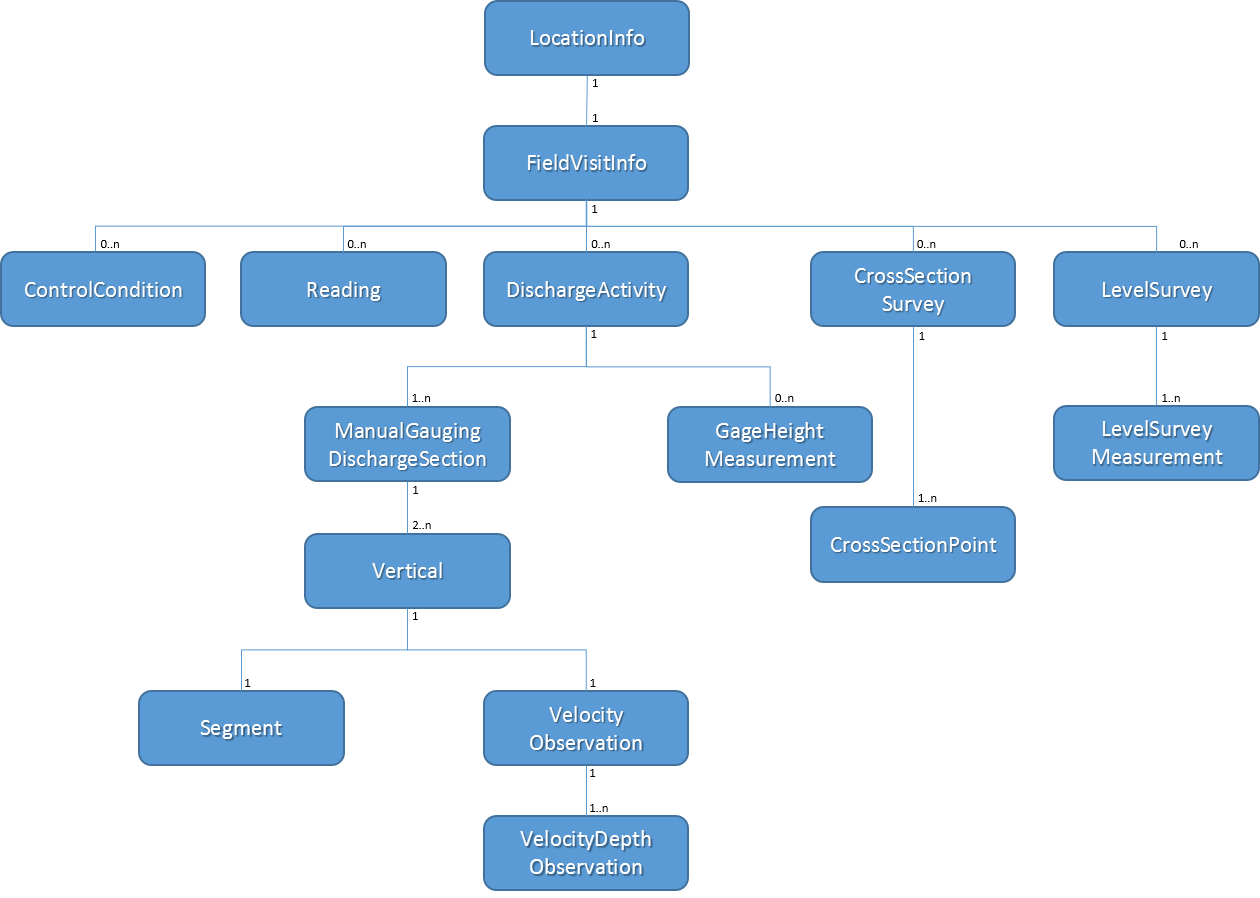 LocationInfo
1
1
FieldVisitInfo
1
0..n
0..n
0..n
0..n
0..n
ControlCondition
Reading
DischargeActivity
CrossSection
Survey
LevelSurvey
1
1
1
1..n
0..n
1..n
ManualGauging
DischargeSection
GageHeight
Measurement
LevelSurvey
Measurement
1
1..n
2..n
CrossSectionPoint
Vertical
1
1
1
Segment
Velocity
Observation
1
1..n
VelocityDepth
Observation